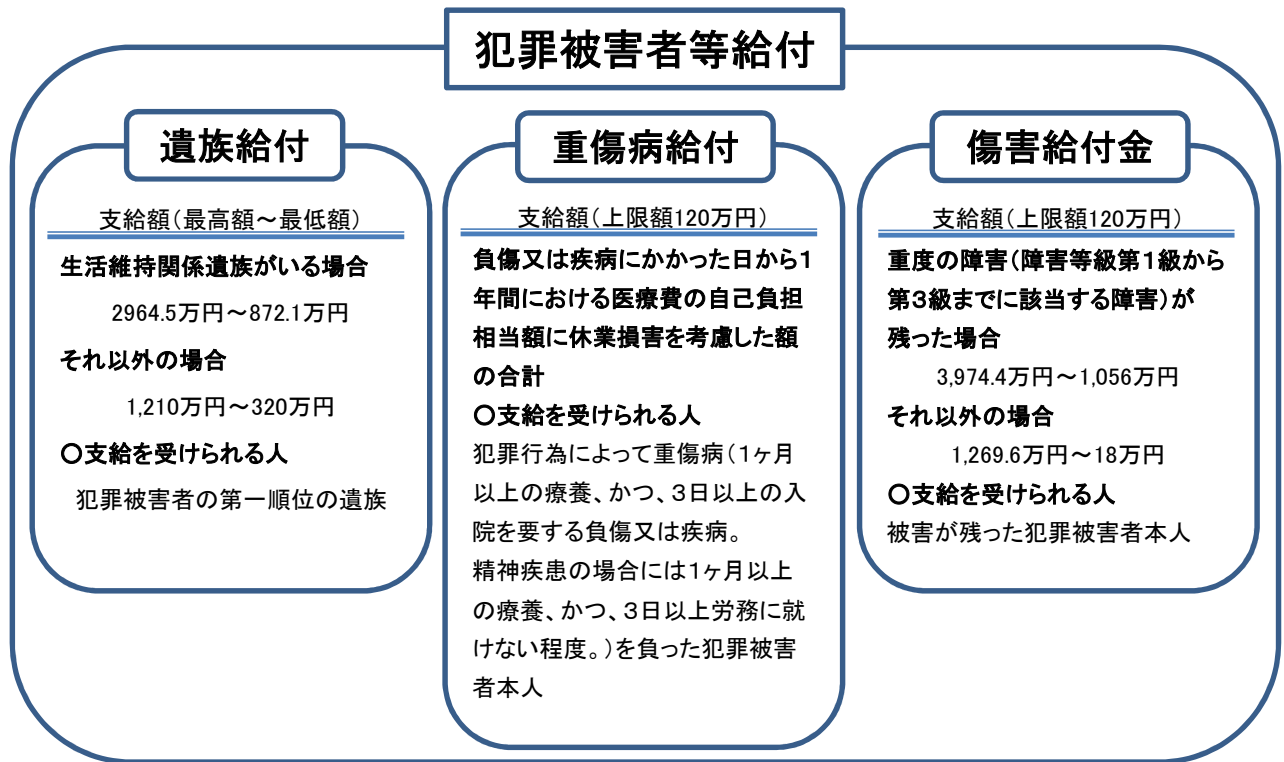 犯罪被害者等給付
遺族給付
支給額（最高額～最低額）
生活維持関係遺族がいる場合
2964.5万円～872.1万円
それ以外の場合
1,210万円～320万円
○支給を受けられる人
犯罪被害者の第一順位の遺族
重傷病給付
支給額（上限額120万円）
負傷又は疾病にかかった日から1
年間における医療費の自己負担
相当額に休業損害を考慮した額
の合計
○支給を受けられる人
犯罪行為によって重傷病（1ヶ月
以上の療養、かつ、3日以上の入
院を要する負傷又は疾病。
精神疾患の場合には1ヶ月以上
の療養、かつ、3日以上労務に就
けない程度。）を負った犯罪被害
者本人
傷害給付金
支給額（上限額120万円）
重度の障害（障害等級第1級から
第3級までに該当する障害）が
残った場合
3,974.4万円～1,056万円
それ以外の場合
1,269.6万円～18万円
○支給を受けられる人
被害が残った犯罪被害者本人